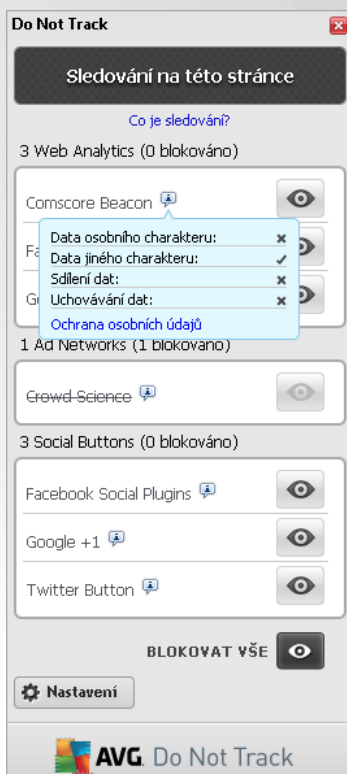 Do Not Track
Sledování na této stránce
Co je sledování?
3 Web Analytics (0 blokováno)
Comscore Beacon
Data osobního charakteru:
Data jiného charakteru:
Sdílení dat:
Uchovávání dat:
Ochrana osobních údajů
1 Ad Networks (1 blokováno)
Crowd Science
3 Social Buttons (0 blokováno)
Facebook Social Plugins
Google +1
Twitter Button
BLOKOVAT VŠE
Nastavení
AVG. Do Not Track